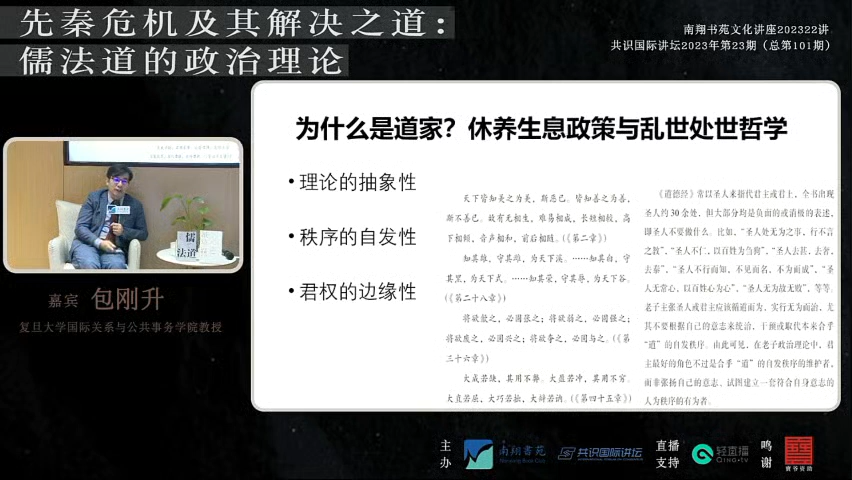 先秦危机及其解决之道：
儒法道的政治理论
南翔书苑文化讲座202322讲
共识国际讲坛2023年第23期（总第101期）
为什么是道家？休养生息政策与乱世处世哲学
• 理论的抽象性
• 秩序的自发性
• 君权的边缘性
天下皆知美之为美，斯恶已。皆知善之为善，
斯不善已。故有无相生，难易相成，长短相较，高
下相倾，音声相和，前后相随。（《第二章》）
知其雄，守其雌，为天下溪。……知其白，守
其黑，为天下式。……知其荣，守其辱，为天下谷。
（《第二十八章》）
将欲歙之，必固张之；将欲弱之，必固强之；
将欲废之，必固兴之；将欲夺之，必固与之。（《第
三十六章》）
大成若缺，其用不弊。大盈若冲，其用不穷。
大直若屈，大巧若拙，大辩若讷。（《第四十五章》）
《道德经》常以圣人来指代君主或君上，全书出现
圣人约30余处，但大部分均是负面的或消极的表述，
即圣人不要做什么。比如，“圣人处无为之事，行不言
之教”，“圣人不仁，以百姓为刍狗”，“圣人去甚，去奢，
去泰”，“圣人不行而知，不见而名，不为而成”，“圣
人无常心，以百姓心为心”，“圣人无为故无败”，等等。
老子主张圣人或君主应该循道而为，实行无为而治，尤
其不要根据自己的意志来统治，干预或取代本来合乎
“道”的自发秩序。由此可见，在老子政治理论中，君
主最好的角色不过是合乎“道”的自发秩序的维护者，
而非张扬自己的意志，试图建立一套符合自身意志的
人为秩序的有为者。
儒
法道
嘉宾 包刚升
复旦大学国际关系与公共事务学院教授
主办
南翔書苑
共识国际讲坛
直播支持
轻直播
Qing·tv
鸣谢